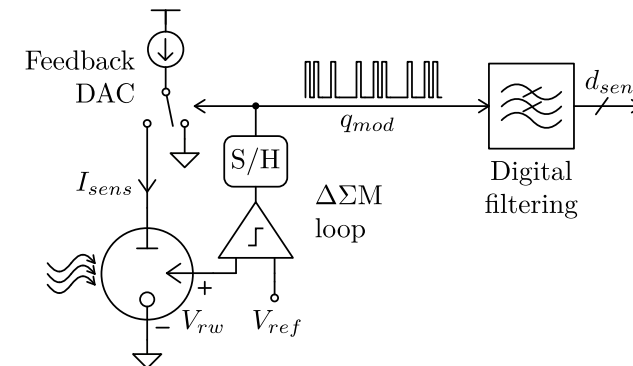 Feedback
DAC
q_mod
d_sen
S/H
I_sens
ΔΣM
loop
Digital
filtering
+
− V_rw
V_ref